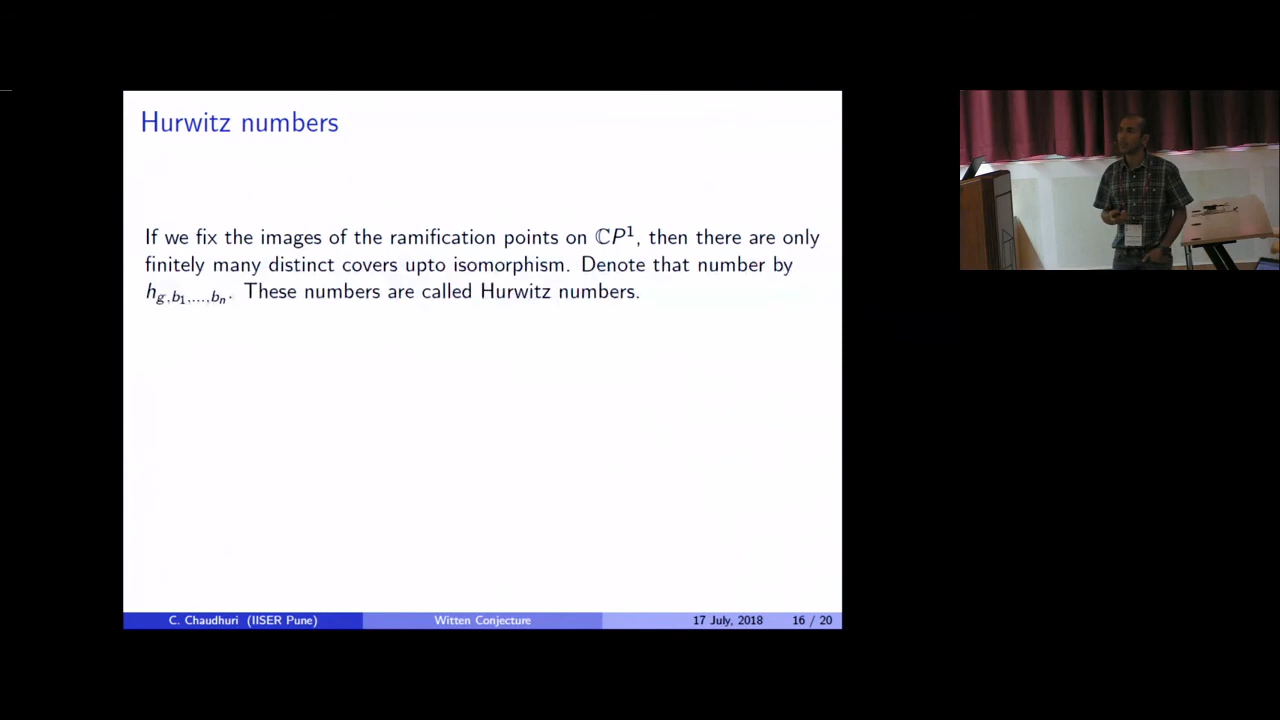 Hurwitz numbers
If we fix the images of the ramification points on ℂP¹, then there are only
finitely many distinct covers upto isomorphism. Denote that number by
h_{g,b_1,...,b_n}. These numbers are called Hurwitz numbers.
C. Chaudhuri (IISER Pune) Witten Conjecture 17 July, 2018 16 / 20